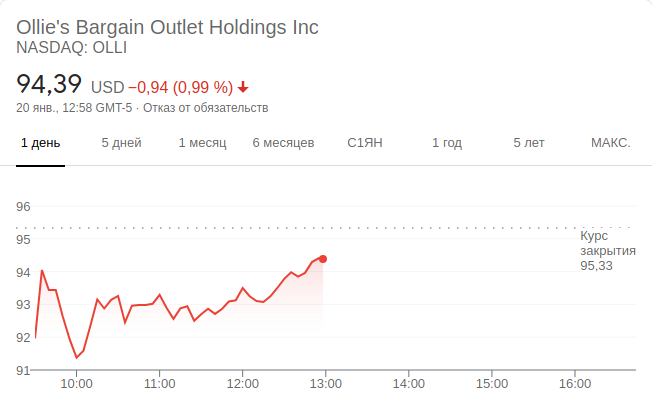 Ollie's Bargain Outlet Holdings Inc
NASDAQ: OLLI
94,39 USD −0,94 (0,99 %)
20 янв., 12:58 GMT-5 · Отказ от обязательств
1 день 5 дней 1 месяц 6 месяцев С1ЯН 1 год 5 лет МАКС.
96
95
94
93
92
91
Курс
закрытия
95,33
10:00 11:00 12:00 13:00 14:00 15:00 16:00